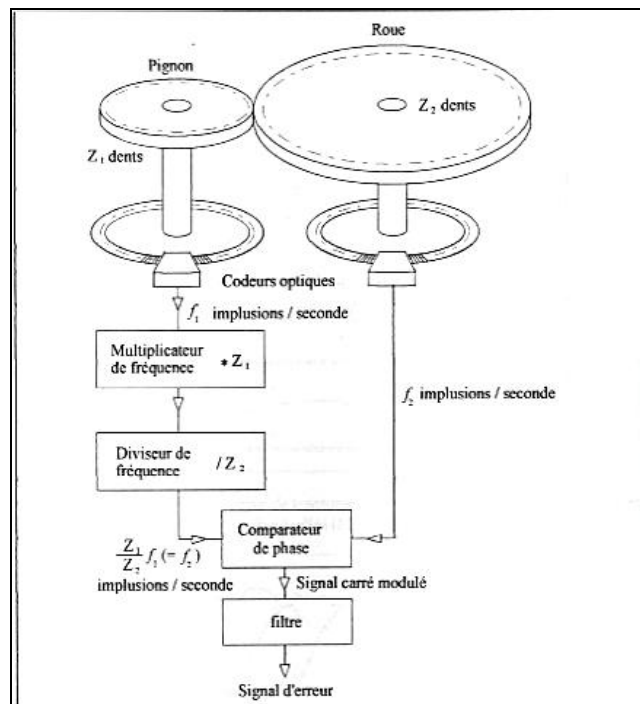 Roue
Pignon
Z₂ dents
Z₁ dents
Codeurs optiques
f₁ implusions / seconde
Multiplicateur
de fréquence * Z₁
f₂ implusions / seconde
Diviseur de
fréquence / Z₂
Comparateur
de phase
Z₁/Z₂ f₁ (= f₂)
implusions / seconde
Signal carré modulé
filtre
Signal d'erreur